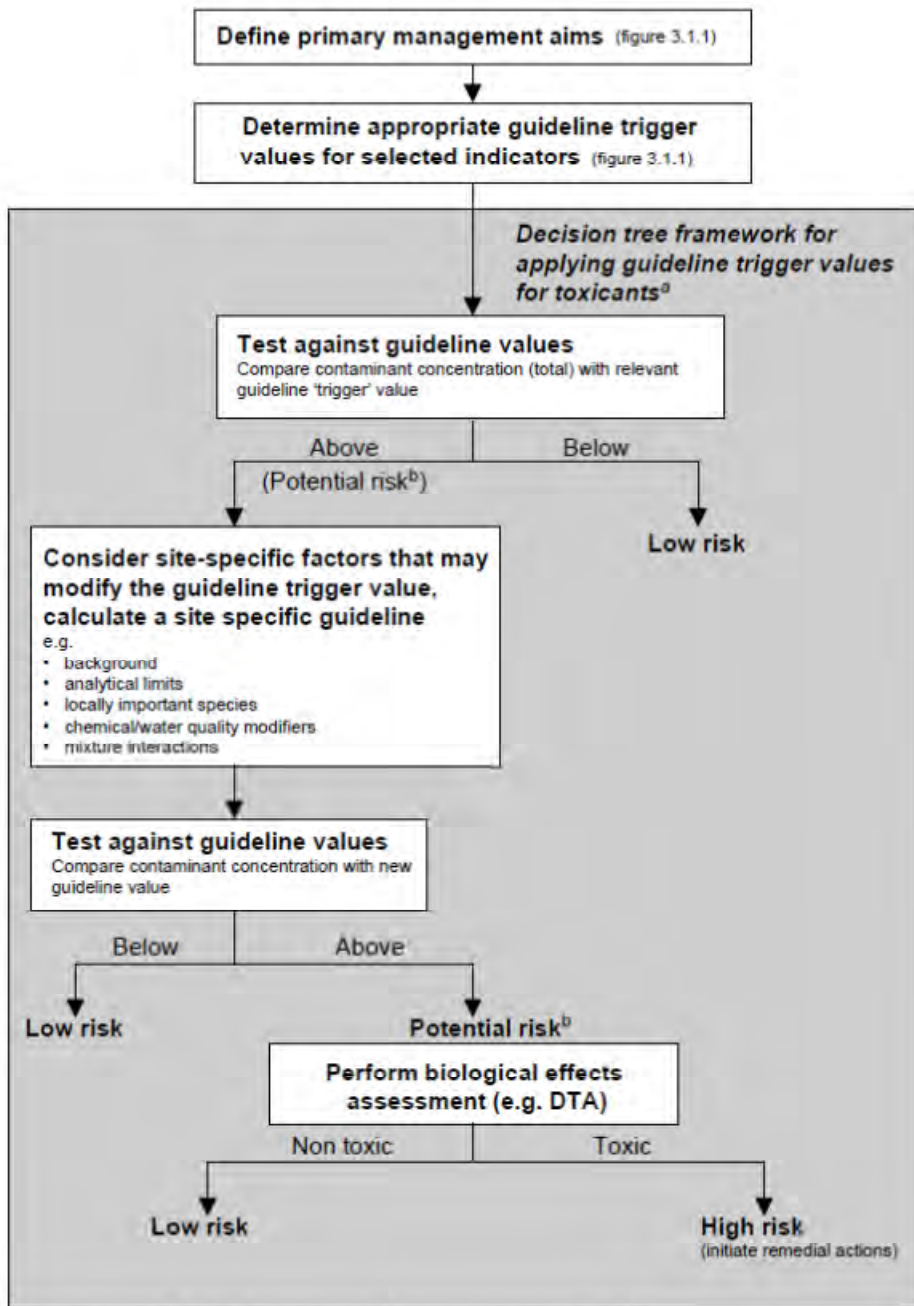 Define primary management aims (figure 3.1.1)
Determine appropriate guideline trigger
values for selected indicators (figure 3.1.1)
Decision tree framework for
applying guideline trigger values
for toxicantsᵃ
Test against guideline values
Compare contaminant concentration (total) with relevant
guideline ‘trigger’ value
Above
Below
(Potential riskᵇ)
Low risk
Consider site-specific factors that may
modify the guideline trigger value,
calculate a site specific guideline
e.g.
• background
• analytical limits
• locally important species
• chemical/water quality modifiers
• mixture interactions
Test against guideline values
Compare contaminant concentration with new
guideline value
Below
Above
Low risk
Potential riskᵇ
Perform biological effects
assessment (e.g. DTA)
Non toxic
Toxic
Low risk
High risk
(initiate remedial actions)